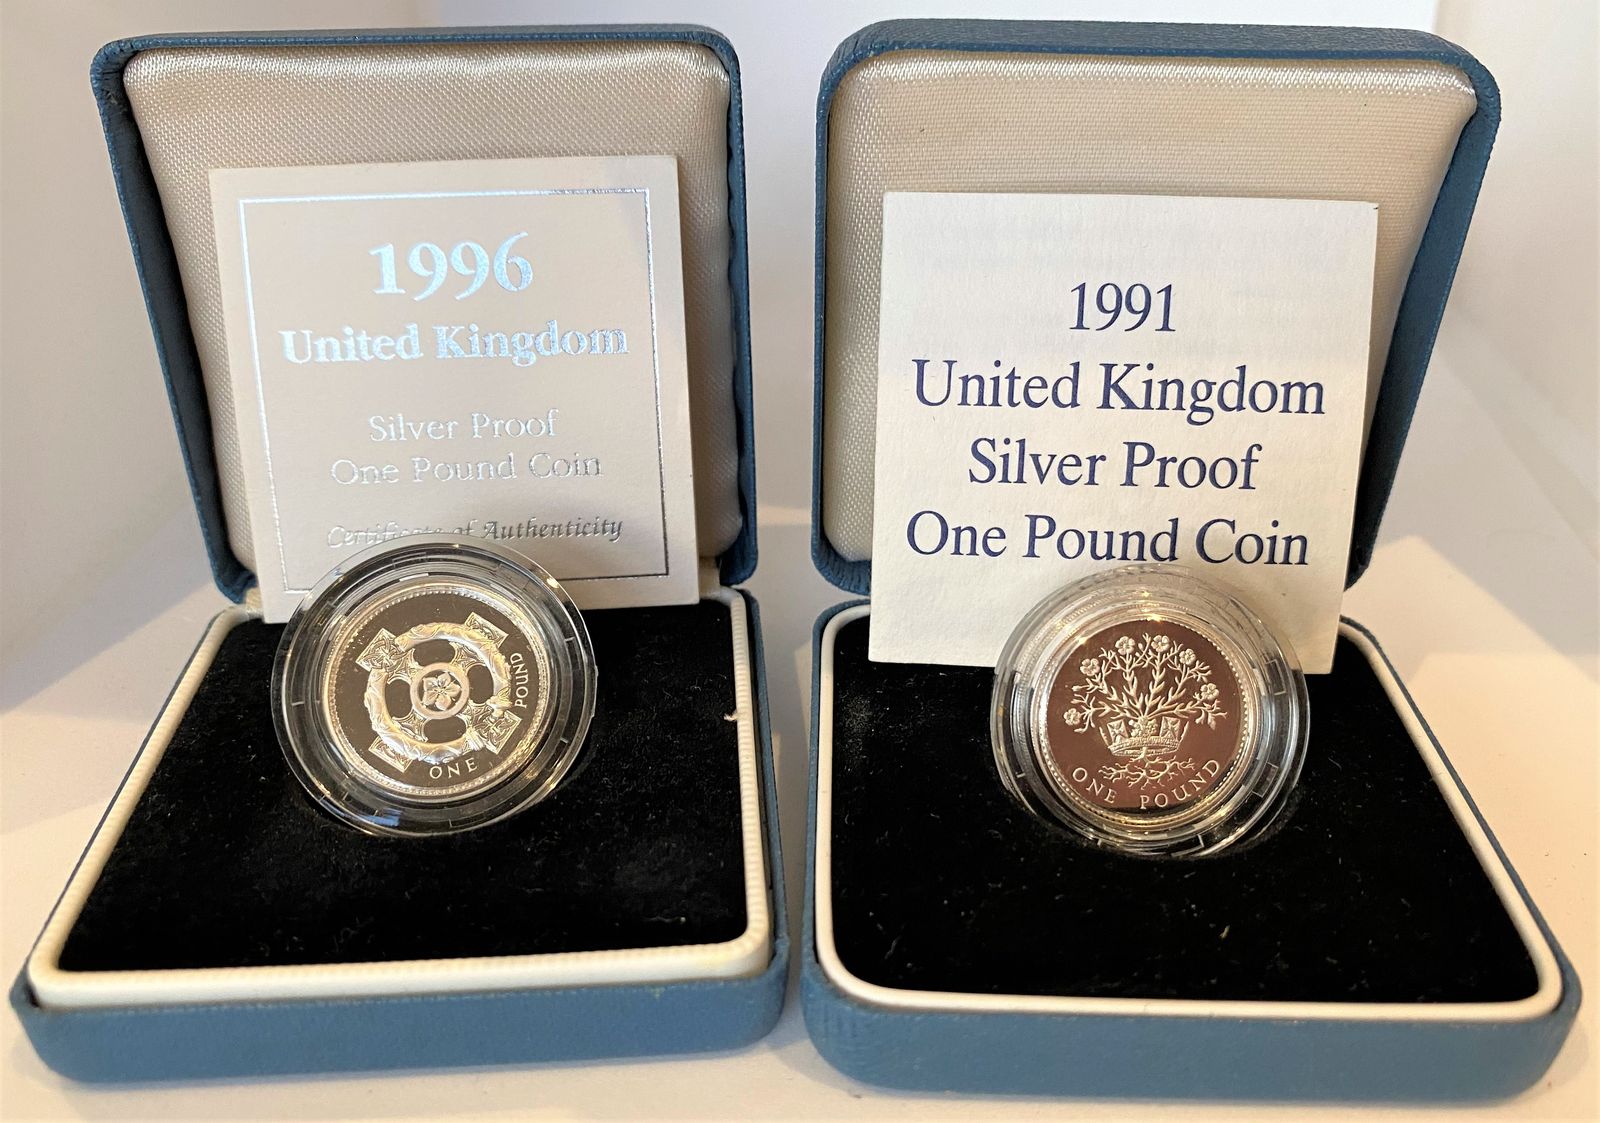 1996
United Kingdom
Silver Proof
One Pound Coin
Certificate of Authenticity
ONE POUND
1991
United Kingdom
Silver Proof
One Pound Coin
ONE POUND